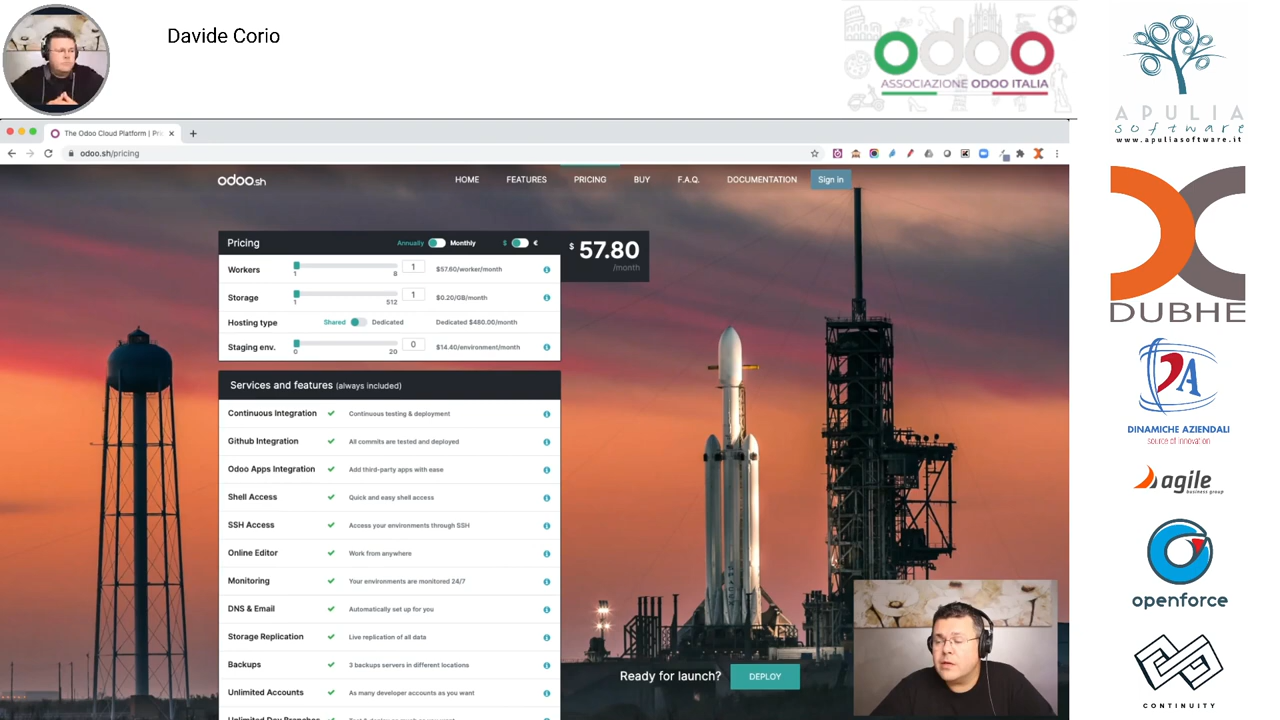 Davide Corio
odoo
ASSOCIAZIONE ODOO ITALIA
APULIA
software
www.apuliasoftware.it
The Odoo Cloud Platform | Pri
odoo.sh/pricing
odoo.sh
HOME FEATURES PRICING BUY F.A.Q. DOCUMENTATION Sign in
Pricing Annually Monthly $ €
$ 57.80
/month
Workers 1 8 1 $57.60/worker/month
Storage 1 512 1 $0.20/GB/month
Hosting type Shared Dedicated Dedicated $480.00/month
Staging env. 0 20 0 $14.40/environment/month
Services and features (always included)
Continuous Integration Continuous testing & deployment
Github Integration All commits are tested and deployed
Odoo Apps Integration Add third-party apps with ease
Shell Access Quick and easy shell access
SSH Access Access your environments through SSH
Online Editor Work from anywhere
Monitoring Your environments are monitored 24/7
DNS & Email Automatically set up for you
Storage Replication Live replication of all data
Backups 3 backups servers in different locations
Unlimited Accounts As many developer accounts as you want
Ready for launch? DEPLOY
DUBHE
DINAMICHE AZIENDALI
source of innovation
agile
business group
openforce
CONTINUITY